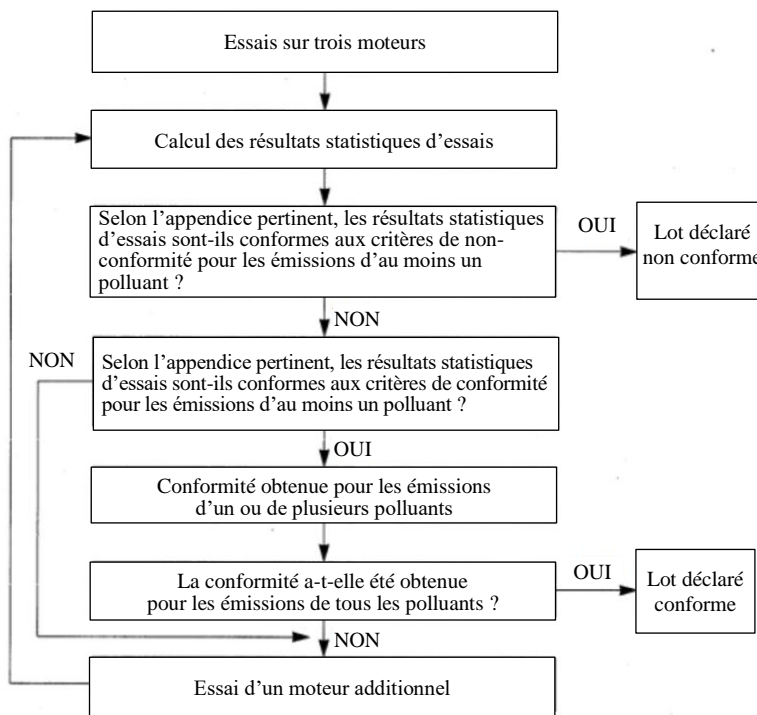 Essais sur trois moteurs
Calcul des résultats statistiques d'essais
Selon l'appendice pertinent, les résultats statistiques
d'essais sont-ils conformes aux critères de non-
conformité pour les émissions d'au moins un
polluant ?
OUI
Lot déclaré
non conforme
NON
NON
Selon l'appendice pertinent, les résultats statistiques
d'essais sont-ils conformes aux critères de conformité
pour les émissions d'au moins un polluant ?
OUI
Conformité obtenue pour les émissions
d'un ou de plusieurs polluants
La conformité a-t-elle été obtenue
pour les émissions de tous les polluants ?
OUI
Lot déclaré
conforme
NON
Essai d'un moteur additionnel